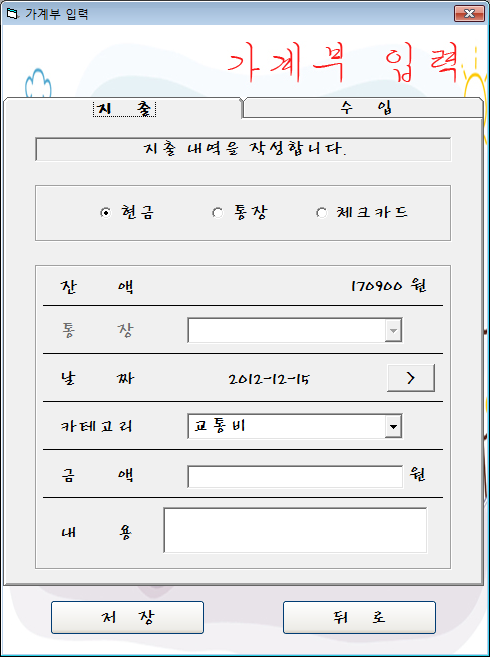 가계부 입력
가계부 입력
지 출 수 입
지출 내역을 작성합니다.
현금 통장 체크카드
잔 액 170900 원
통 장
날 짜 2012-12-15 >
카테고리 교통비
금 액 원
내 용
저 장 뒤 로